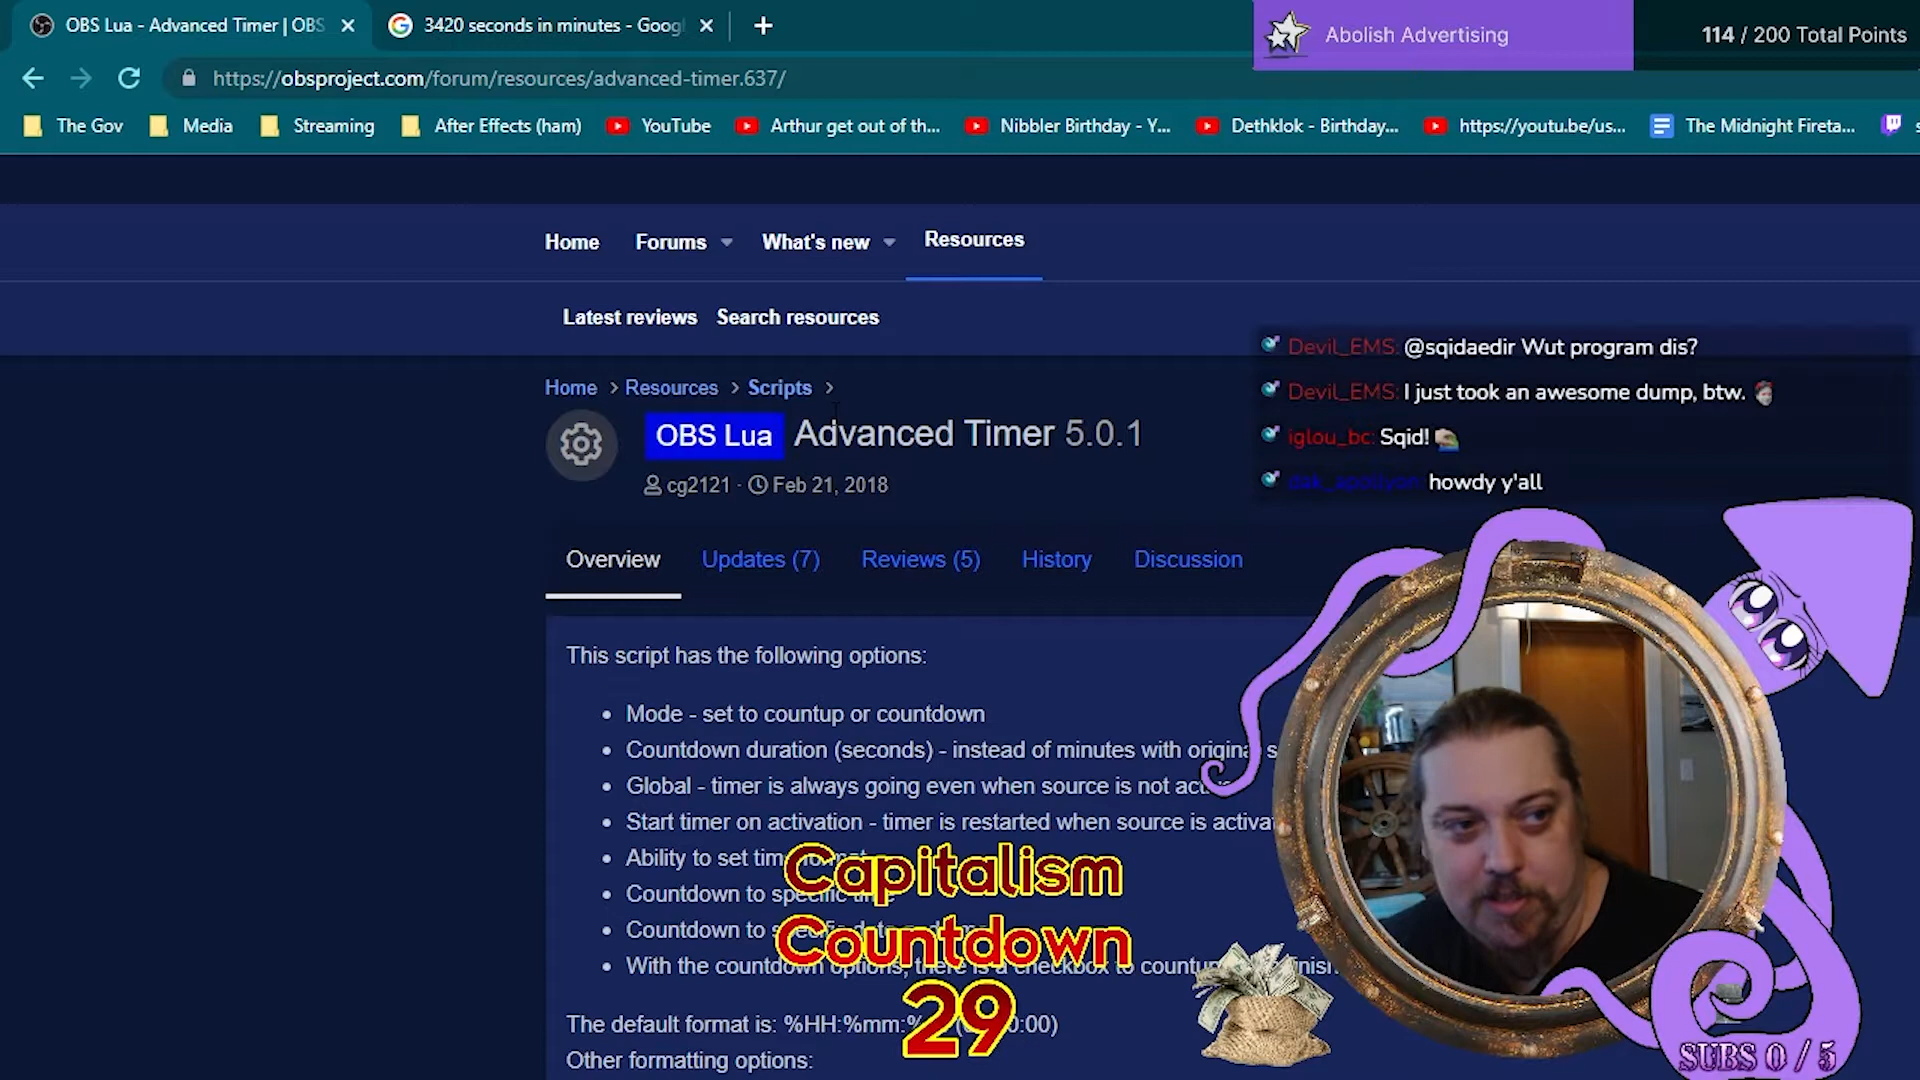 OBS Lua - Advanced Timer | OBS
3420 seconds in minutes - Goog
Abolish Advertising
114 / 200 Total Points
https://obsproject.com/forum/resources/advanced-timer.637/
The Gov
Media
Streaming
After Effects (ham)
YouTube
Arthur get out of th...
Nibbler Birthday - Y...
Dethklok - Birthday...
https://youtu.be/us...
The Midnight Fireta...
Home
Forums
What's new
Resources
Latest reviews
Search resources
Devil_EMS: @sqidaedir Wut program dis?
Devil_EMS: I just took an awesome dump, btw.
iglou_bc: Sqid!
howdy y'all
Home > Resources > Scripts >
OBS Lua Advanced Timer 5.0.1
cg2121 · Feb 21, 2018
Overview
Updates (7)
Reviews (5)
History
Discussion
This script has the following options:
• Mode - set to countup or countdown
• Countdown duration (seconds) - instead of minutes with original s
• Global - timer is always going even when source is not
• Start timer on activation - timer is restarted when source is activa
• Ability to set
• Countdown to
• Countdown to
• With the countdown options, there is a checkbox to countup
Capitalism
Countdown
29
The default format is: %HH:%mm:%
Other formatting options:
SUBS 0 / 5